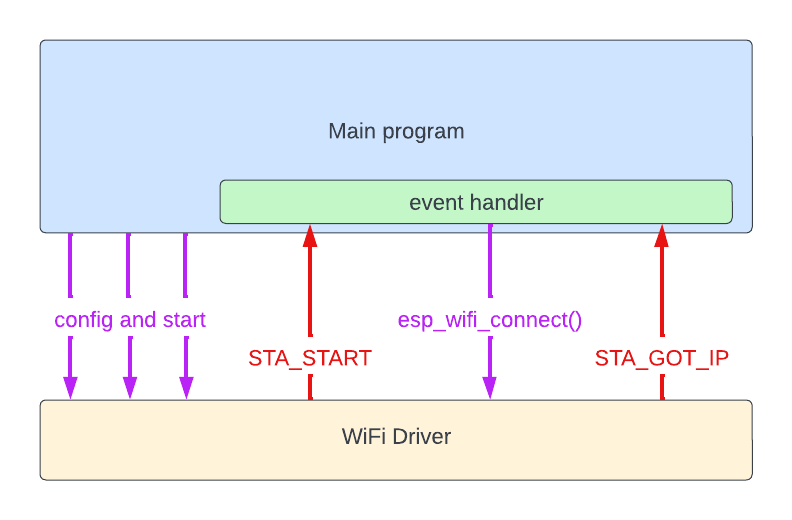 Main program
event handler
config and start
esp_wifi_connect()
STA_START
STA_GOT_IP
WiFi Driver